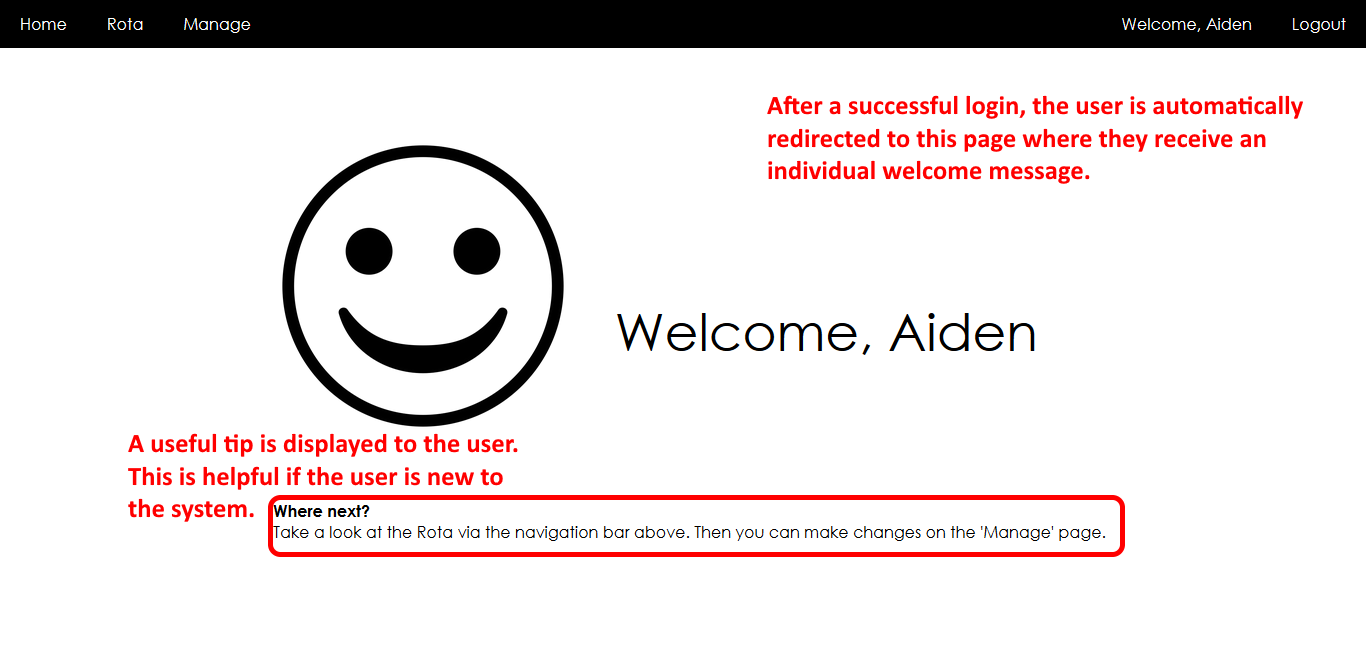 Home Rota Manage Welcome, Aiden Logout
After a successful login, the user is automatically
redirected to this page where they receive an
individual welcome message.
Welcome, Aiden
A useful tip is displayed to the user.
This is helpful if the user is new to
the system.
Where next?
Take a look at the Rota via the navigation bar above. Then you can make changes on the 'Manage' page.